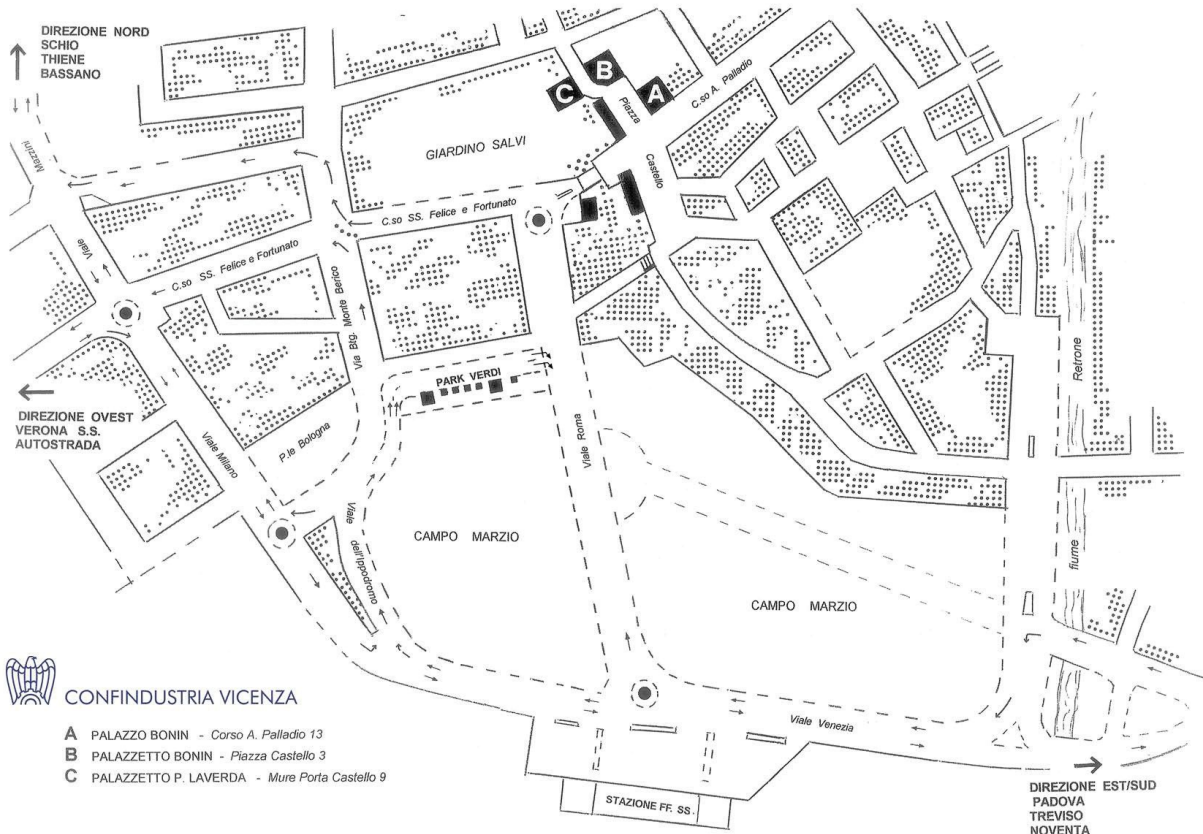 DIREZIONE NORD
SCHIO
THIENE
BASSANO
B
C
A
Piazza
C.so A. Palladio
Castello
GIARDINO SALVI
Mazzini
Viale
C.so SS. Felice e Fortunato
C.so SS. Felice e Fortunato
Via Btg. Monte Berico
PARK VERDI
Retrone
DIREZIONE OVEST
VERONA S.S.
AUTOSTRADA
Viale Milano
P.le Bologna
Viale Roma
Viale
dell'Ippodromo
CAMPO MARZIO
CAMPO MARZIO
fiume
CONFINDUSTRIA VICENZA
A PALAZZO BONIN - Corso A. Palladio 13
B PALAZZETTO BONIN - Piazza Castello 3
C PALAZZETTO P. LAVERDA - Mure Porta Castello 9
Viale Venezia
STAZIONE FF. SS.
DIREZIONE EST/SUD
PADOVA
TREVISO
NOVENTA